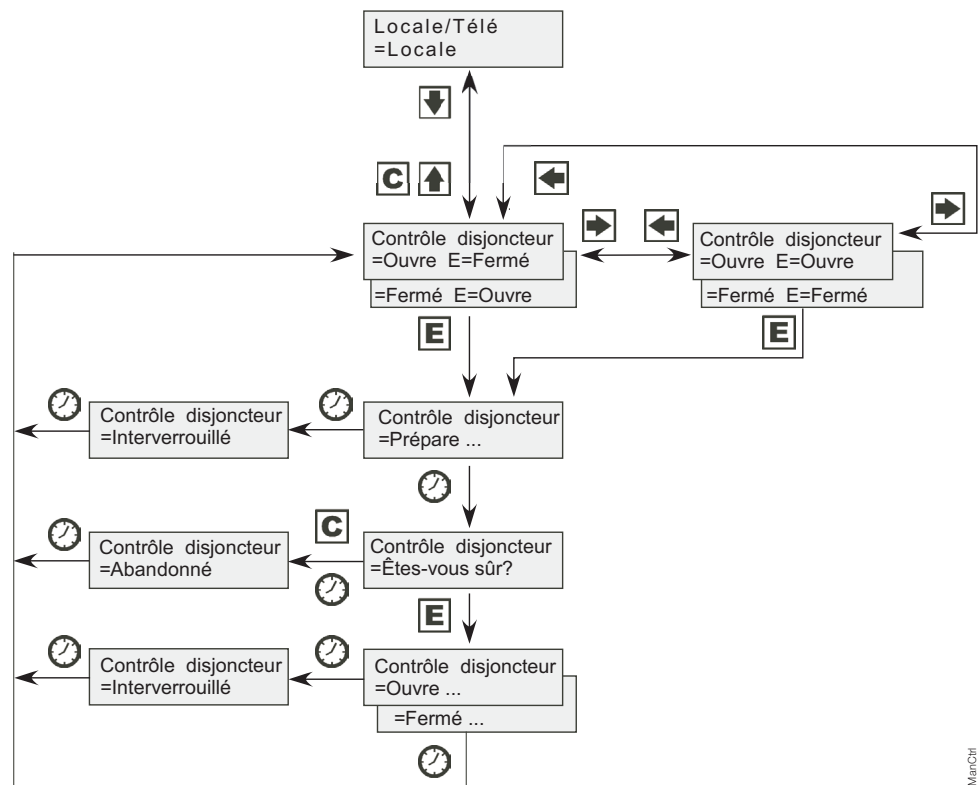 Locale/Télé
=Locale
C
Contrôle disjoncteur
=Ouvre E=Fermé
=Fermé E=Ouvre
Contrôle disjoncteur
=Ouvre E=Ouvre
=Fermé E=Fermé
E
E
Contrôle disjoncteur
=Interverrouillé
Contrôle disjoncteur
=Prépare ...
C
Contrôle disjoncteur
=Abandonné
Contrôle disjoncteur
=Êtes-vous sûr?
E
Contrôle disjoncteur
=Interverrouillé
Contrôle disjoncteur
=Ouvre ...
=Fermé ...
ManCtrl